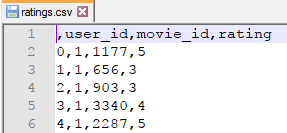 ratings.csv
1 ,user_id,movie_id,rating
2 0,1,1177,5
3 1,1,656,3
4 2,1,903,3
5 3,1,3340,4
6 4,1,2287,5